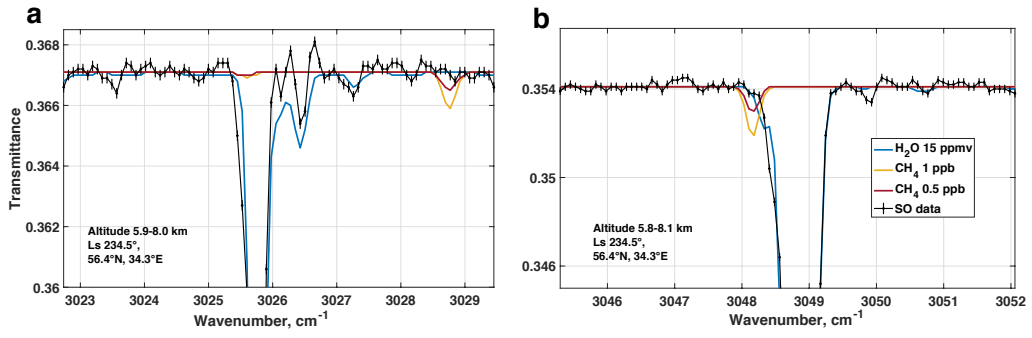 a
0.368
0.366
0.364
0.362
0.36
Transmittance
Altitude 5.9-8.0 km
Ls 234.5°,
56.4°N, 34.3°E
3023 3024 3025 3026 3027 3028 3029
Wavenumber, cm⁻¹
b
0.354
0.35
0.346
H₂O 15 ppmv
CH₄ 1 ppb
CH₄ 0.5 ppb
SO data
Altitude 5.8-8.1 km
Ls 234.5°,
56.4°N, 34.3°E
3046 3047 3048 3049 3050 3051 3052
Wavenumber, cm⁻¹